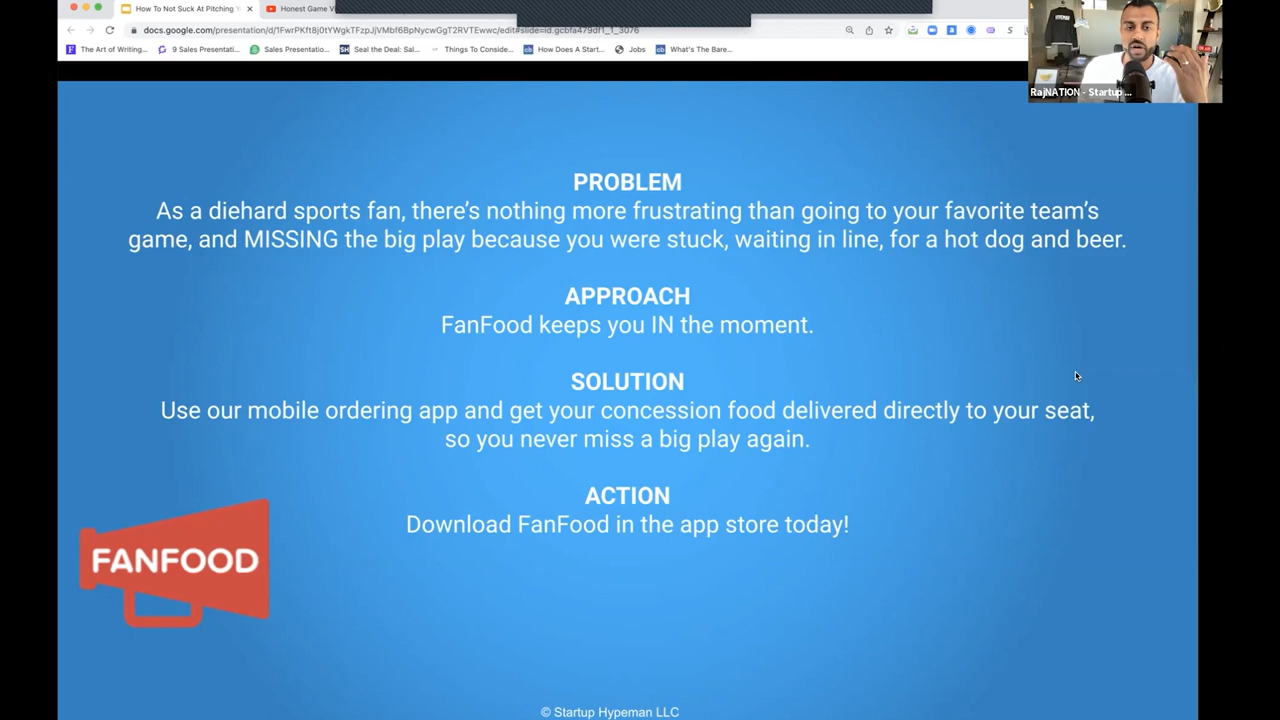 How To Not Suck At Pitching Y
Honest Game V
docs.google.com/presentation/d/1FwrPKft8j0tYWgkTFzpJjVMbf6BpNycwGgT2RVTEwwc/edit#slide=id.gcbfa479df1_1_3076
The Art of Writing...
9 Sales Presentati...
Sales Presentatio...
Seal the Deal: Sal...
Things To Conside...
How Does A Start...
Jobs
What's The Bare...
HYPEMAN
RajNATION - Startup ...
PROBLEM
As a diehard sports fan, there's nothing more frustrating than going to your favorite team's
game, and MISSING the big play because you were stuck, waiting in line, for a hot dog and beer.
APPROACH
FanFood keeps you IN the moment.
SOLUTION
Use our mobile ordering app and get your concession food delivered directly to your seat,
so you never miss a big play again.
ACTION
Download FanFood in the app store today!
FANFOOD
© Startup Hypeman LLC